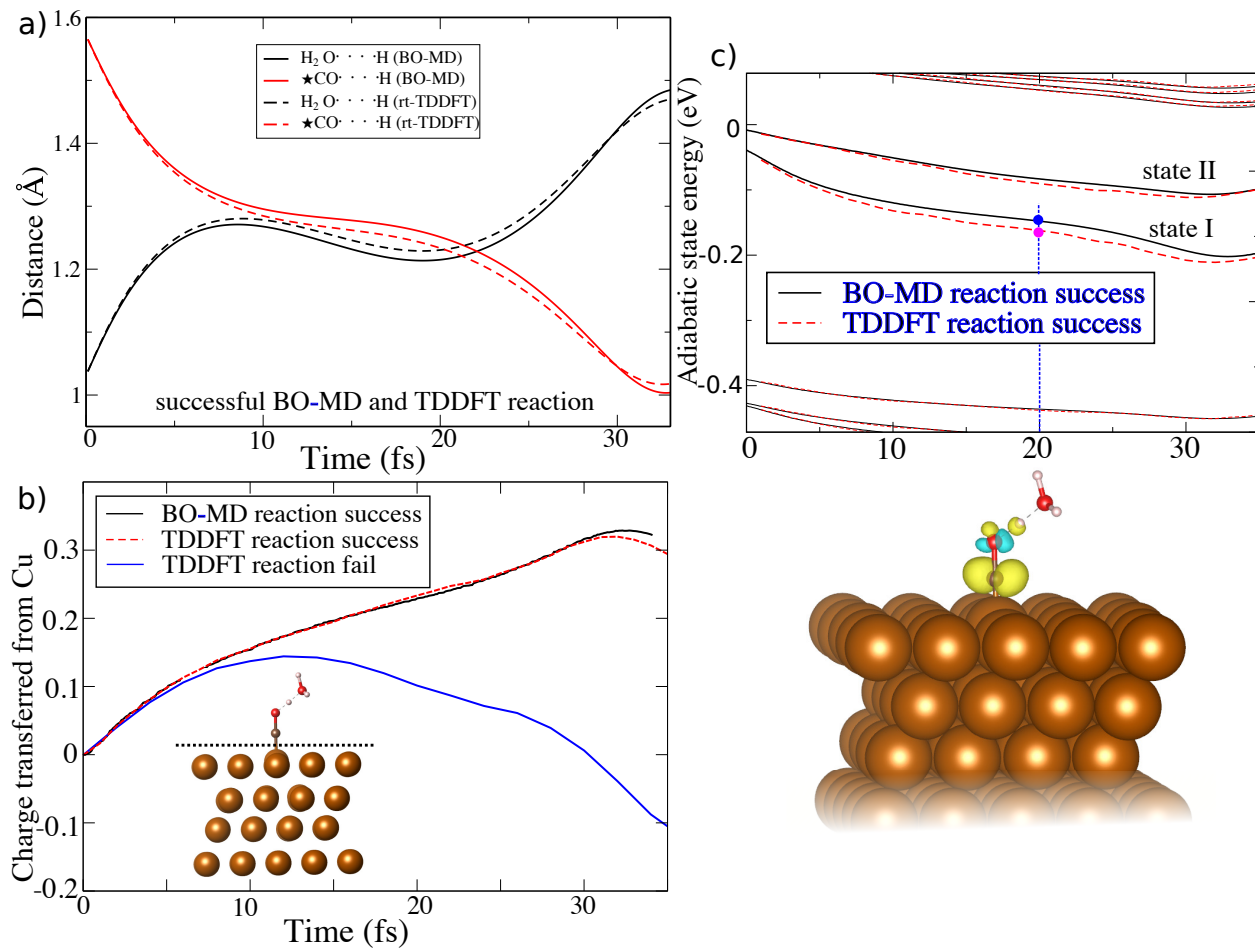 a)
1.6
1.4
1.2
1
Distance (Å)
H₂ O· · · ·H (BO-MD)
★CO· · · ·H (BO-MD)
H₂ O· · · ·H (rt-TDDFT)
★CO· · · ·H (rt-TDDFT)
successful BO-MD and TDDFT reaction
0 10 20 30
Time (fs)
b)
BO-MD reaction success
TDDFT reaction success
TDDFT reaction fail
0.3
0.2
0.1
0
-0.1
-0.2
Charge transferred from Cu
0 10 20 30
Time (fs)
c)
Adiabatic state energy (eV)
0
-0.2
-0.4
state II
state I
BO-MD reaction success
TDDFT reaction success
0 10 20 30